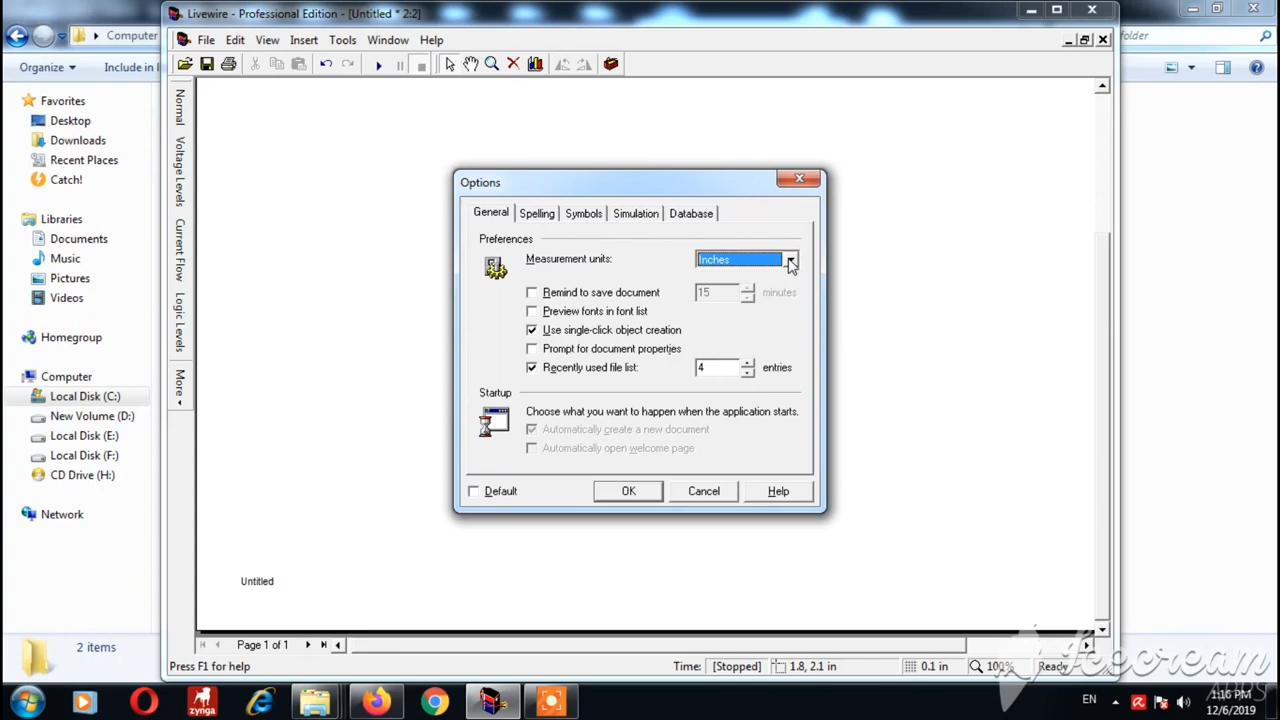 Livewire - Professional Edition - [Untitled * 2:2]
Computer
folder
File Edit View Insert Tools Window Help
Organize
Include in l
Normal
Voltage Levels
Current Flow
Logic Levels
More
Favorites
Desktop
Downloads
Recent Places
Catch!
Libraries
Documents
Music
Pictures
Videos
Homegroup
Computer
Local Disk (C:)
New Volume (D:)
Local Disk (E:)
Local Disk (F:)
CD Drive (H:)
Network
2 items
Options
General Spelling Symbols Simulation Database
Preferences
Measurement units: Inches
Remind to save document 15 minutes
Preview fonts in font list
Use single-click object creation
Prompt for document properties
Recently used file list: 4 entries
Startup
Choose what you want to happen when the application starts.
Automatically create a new document
Automatically open welcome page
Default OK Cancel Help
Untitled
Page 1 of 1
Press F1 for help
Time: [Stopped] 1.8, 2.1 in 0.1 in 100% Ready
Icecream
APPS
zynga
EN
1:16 PM
12/6/2019